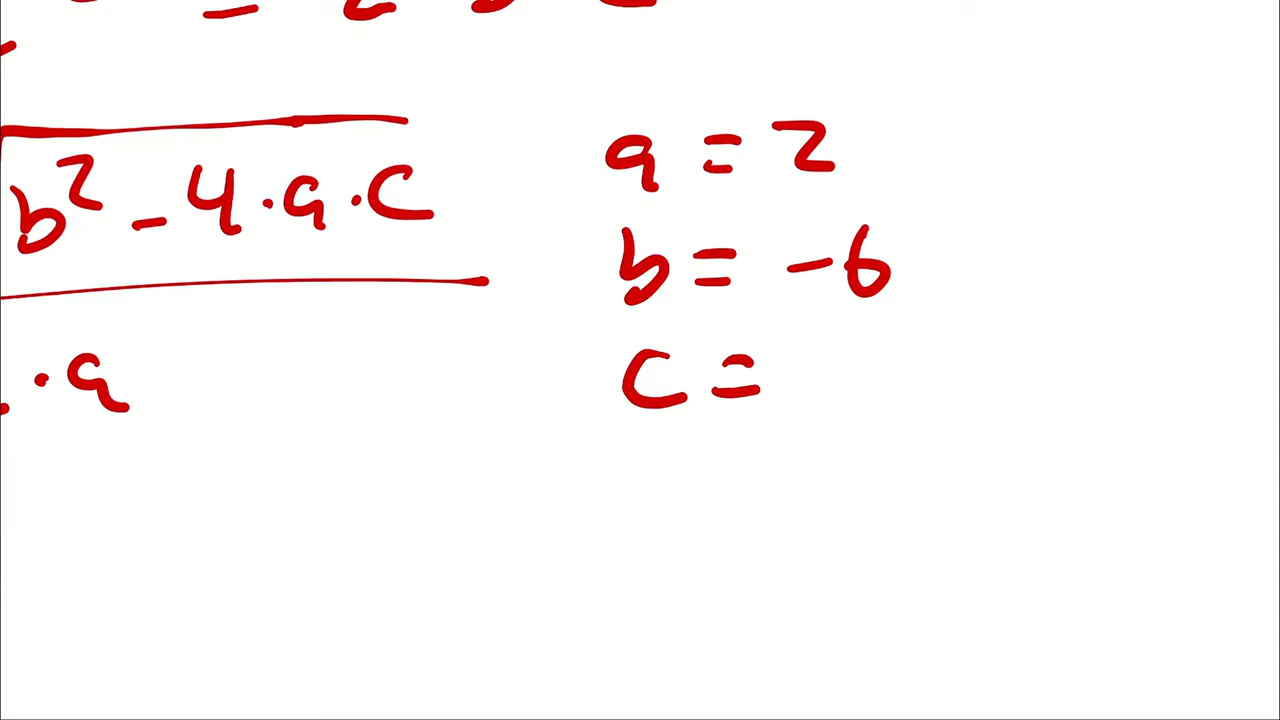 b² - 4·a·c
·a
a = 2
b = -6
c =